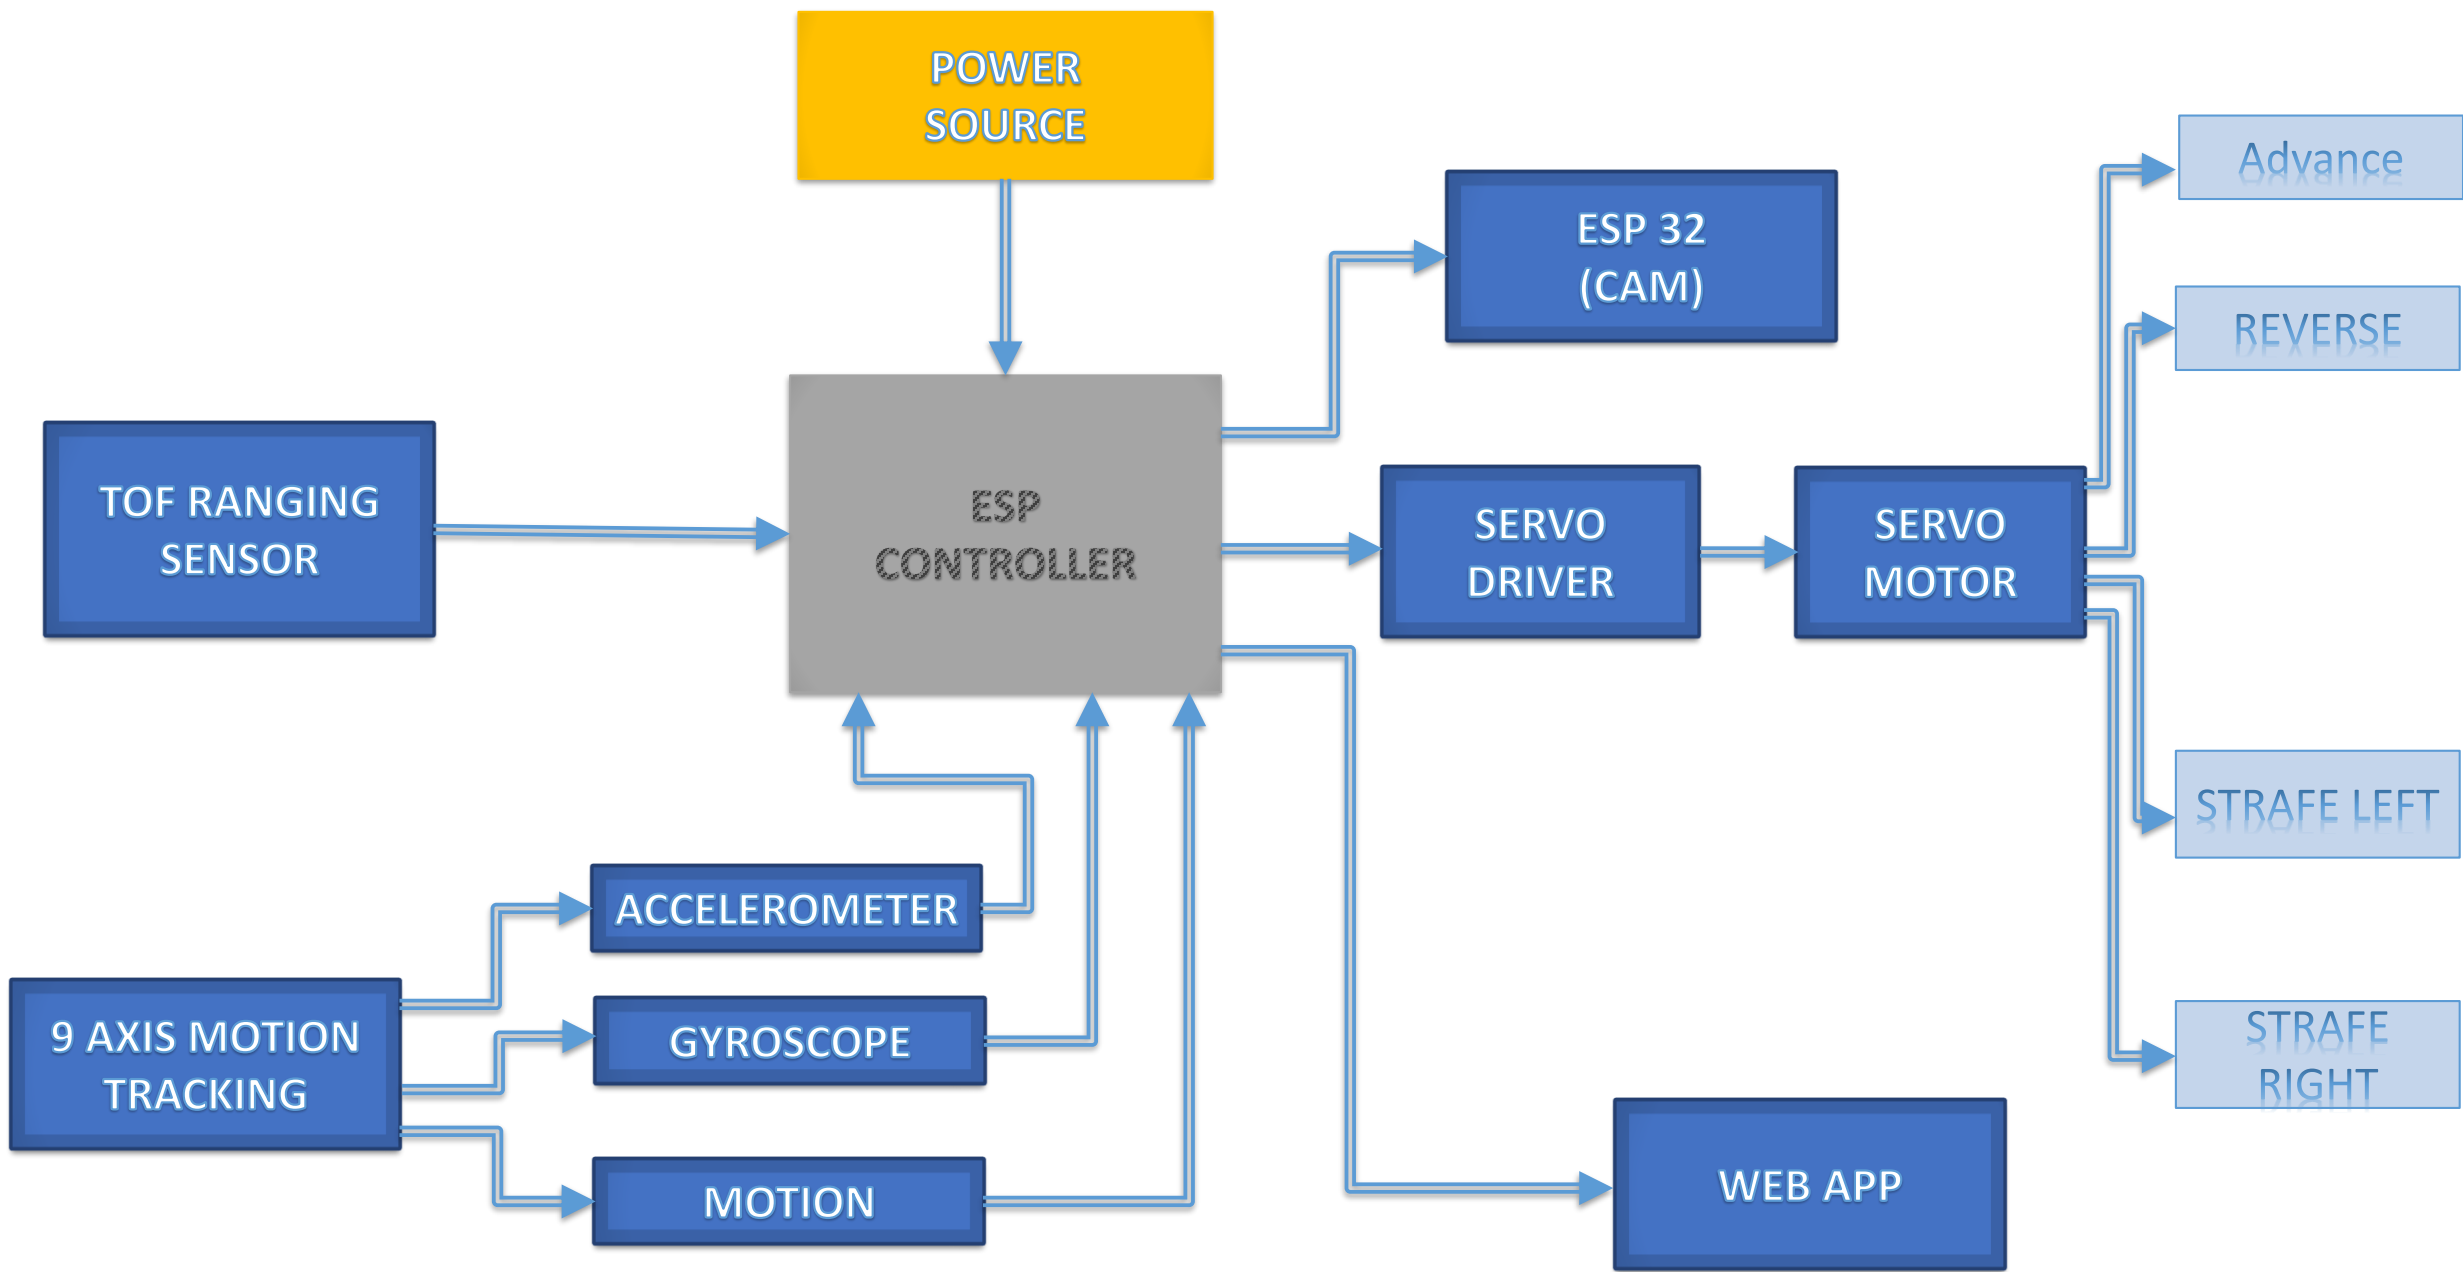 POWER
SOURCE
Advance
ESP 32
(CAM)
REVERSE
TOF RANGING
SENSOR
ESP
CONTROLLER
SERVO
DRIVER
SERVO
MOTOR
STRAFE LEFT
ACCELEROMETER
9 AXIS MOTION
TRACKING
GYROSCOPE
STRAFE
RIGHT
MOTION
WEB APP